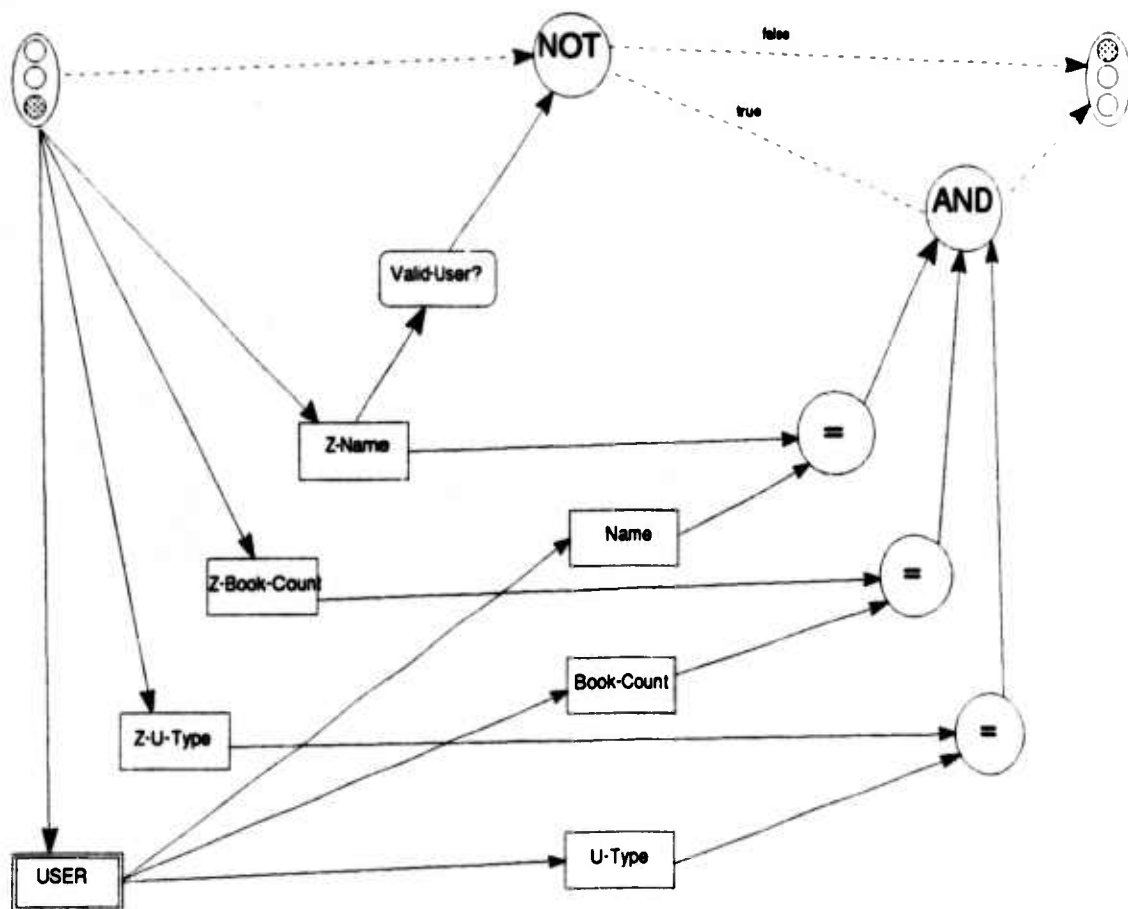 NOT
false
true
AND
Valid-User?
Z-Name
=
Name
Z-Book-Count
=
Book-Count
Z-U-Type
=
U-Type
USER